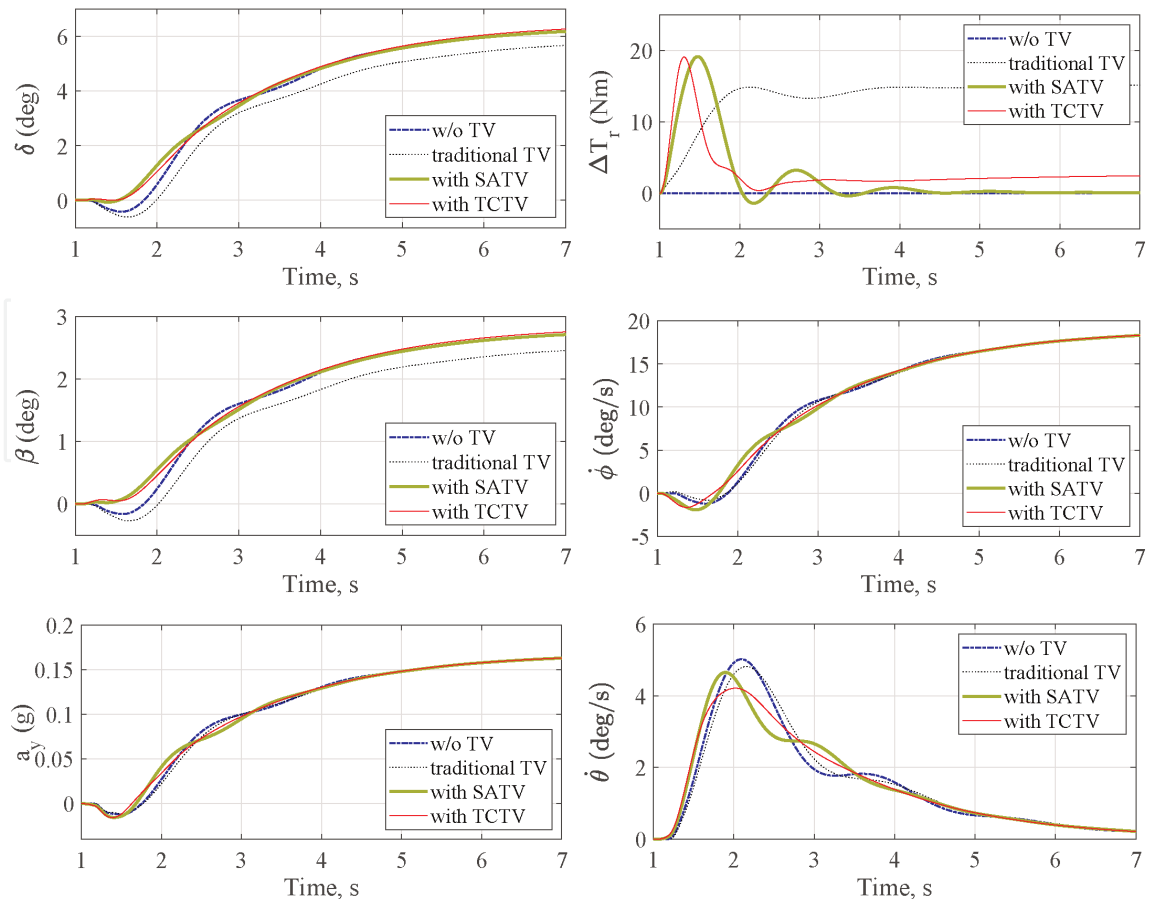 6
4
2
0
δ (deg)
w/o TV
traditional TV
with SATV
with TCTV
1 2 3 4 5 6 7
Time, s
20
10
0
ΔT_r (Nm)
w/o TV
traditional TV
with SATV
with TCTV
1 2 3 4 5 6 7
Time, s
3
2
1
0
β (deg)
w/o TV
traditional TV
with SATV
with TCTV
1 2 3 4 5 6 7
Time, s
20
15
10
5
0
-5
ϕ̇ (deg/s)
w/o TV
traditional TV
with SATV
with TCTV
1 2 3 4 5 6 7
Time, s
0.2
0.15
0.1
0.05
0
a_y (g)
w/o TV
traditional TV
with SATV
with TCTV
1 2 3 4 5 6 7
Time, s
6
4
2
0
θ̇ (deg/s)
w/o TV
traditional TV
with SATV
with TCTV
1 2 3 4 5 6 7
Time, s